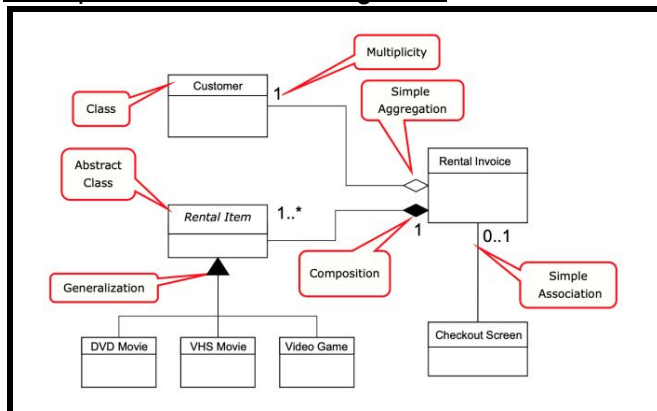 Multiplicity
Customer
1
Simple
Aggregation
Class
Abstract
Class
Rental Invoice
Rental Item
1..*
1
0..1
Composition
Generalization
Simple
Association
DVD Movie
VHS Movie
Video Game
Checkout Screen